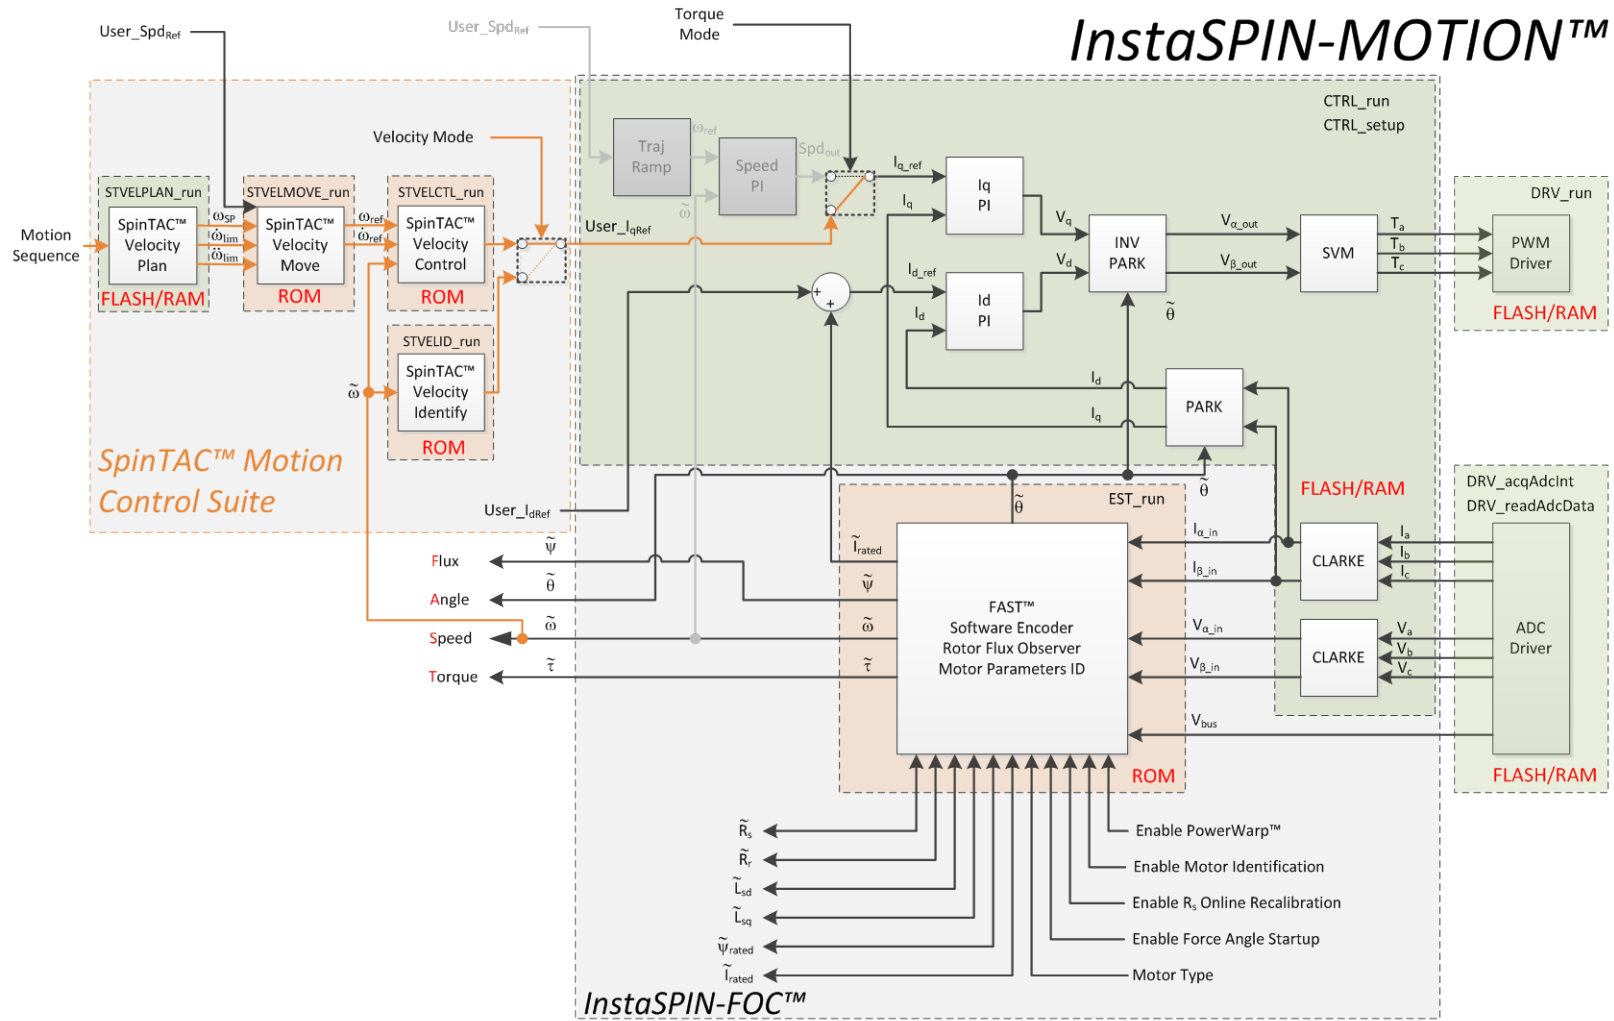 InstaSPIN-MOTION™
User_SpdRef
User_SpdRef
Torque
Mode
CTRL_run
CTRL_setup
Velocity Mode
Traj
Ramp
ωref
Speed
PI
ω̃
Spdout
Iq_ref
Iq
Iq
PI
STVELPLAN_run
SpinTAC™
Velocity
Plan
FLASH/RAM
ωSP
ω̇lim
ω̈lim
STVELMOVE_run
SpinTAC™
Velocity
Move
ROM
ωref
ω̇ref
STVELCTL_run
SpinTAC™
Velocity
Control
ROM
Motion
Sequence
User_IqRef
STVELID_run
SpinTAC™
Velocity
Identify
ROM
ω̃
SpinTAC™ Motion
Control Suite
User_IdRef
+
+
Id_ref
Id
Id
PI
Vq
Vd
INV
PARK
θ̃
Vα_out
Vβ_out
SVM
Ta
Tb
Tc
DRV_run
PWM
Driver
FLASH/RAM
Id
Iq
PARK
θ̃
FLASH/RAM
EST_run
θ̃
DRV_acqAdcInt
DRV_readAdcData
Flux
ψ̃
Angle
θ̃
Speed
ω̃
Torque
τ̃
Ĩrated
ψ̃
ω̃
τ̃
FAST™
Software Encoder
Rotor Flux Observer
Motor Parameters ID
ROM
Iα_in
Iβ_in
Vα_in
Vβ_in
Vbus
CLARKE
CLARKE
Ia
Ib
Ic
Va
Vb
Vc
ADC
Driver
FLASH/RAM
R̃s
R̃r
L̃sd
L̃sq
ψ̃rated
Ĩrated
Enable PowerWarp™
Enable Motor Identification
Enable Rs Online Recalibration
Enable Force Angle Startup
Motor Type
InstaSPIN-FOC™